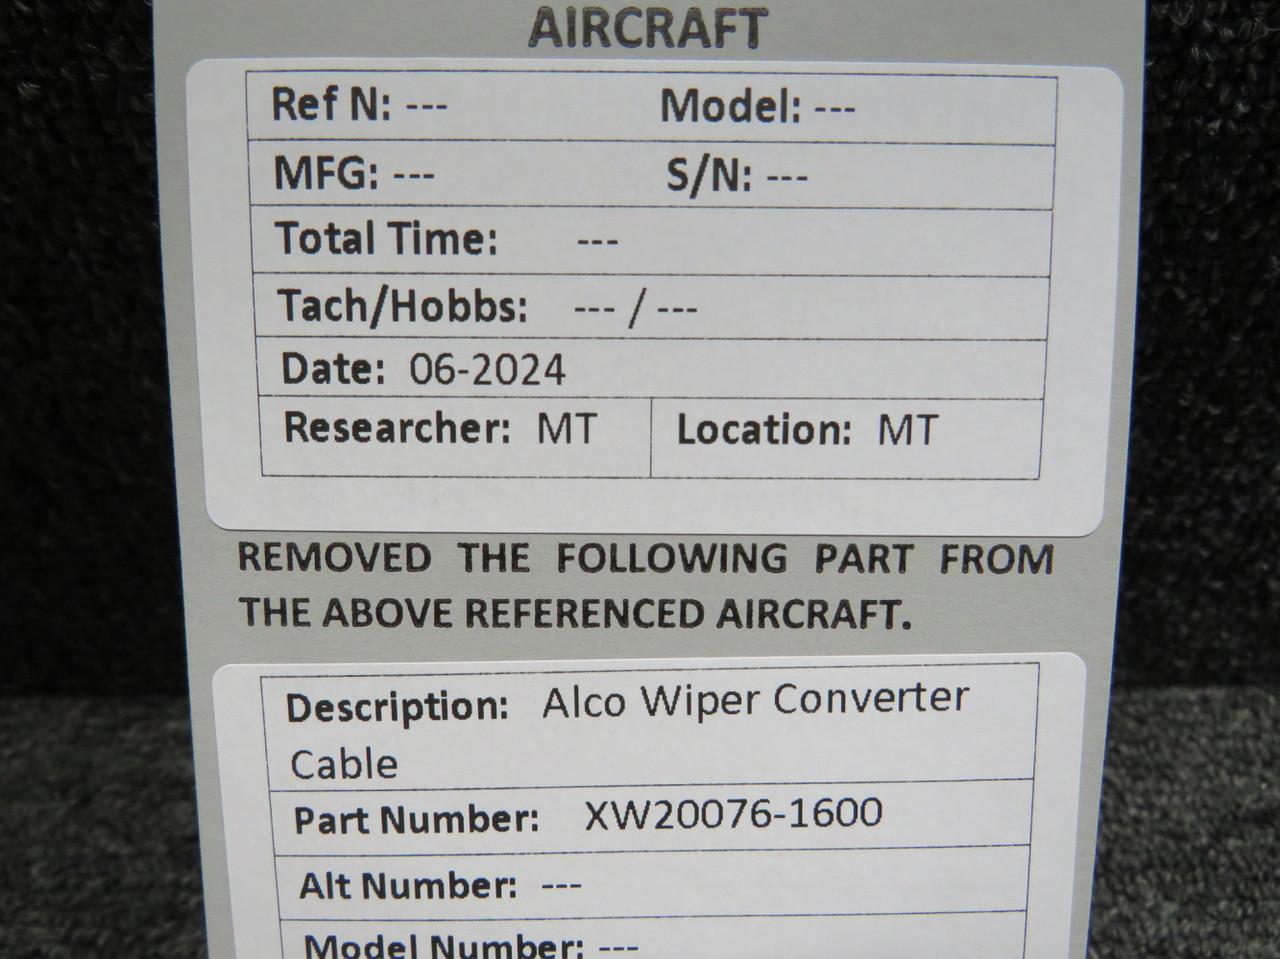 AIRCRAFT
Ref N: --- Model: ---
MFG: --- S/N: ---
Total Time: ---
Tach/Hobbs: --- / ---
Date: 06-2024
Researcher: MT Location: MT
REMOVED THE FOLLOWING PART FROM
THE ABOVE REFERENCED AIRCRAFT.
Description: Alco Wiper Converter
Cable
Part Number: XW20076-1600
Alt Number: ---
Model Number: ---